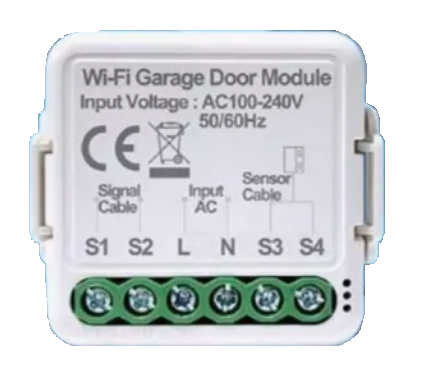 Wi-Fi Garage Door Module
Input Voltage : AC100-240V
50/60Hz
CE
Signal
Cable
Input
AC
Sensor
Cable
S1 S2 L N S3 S4